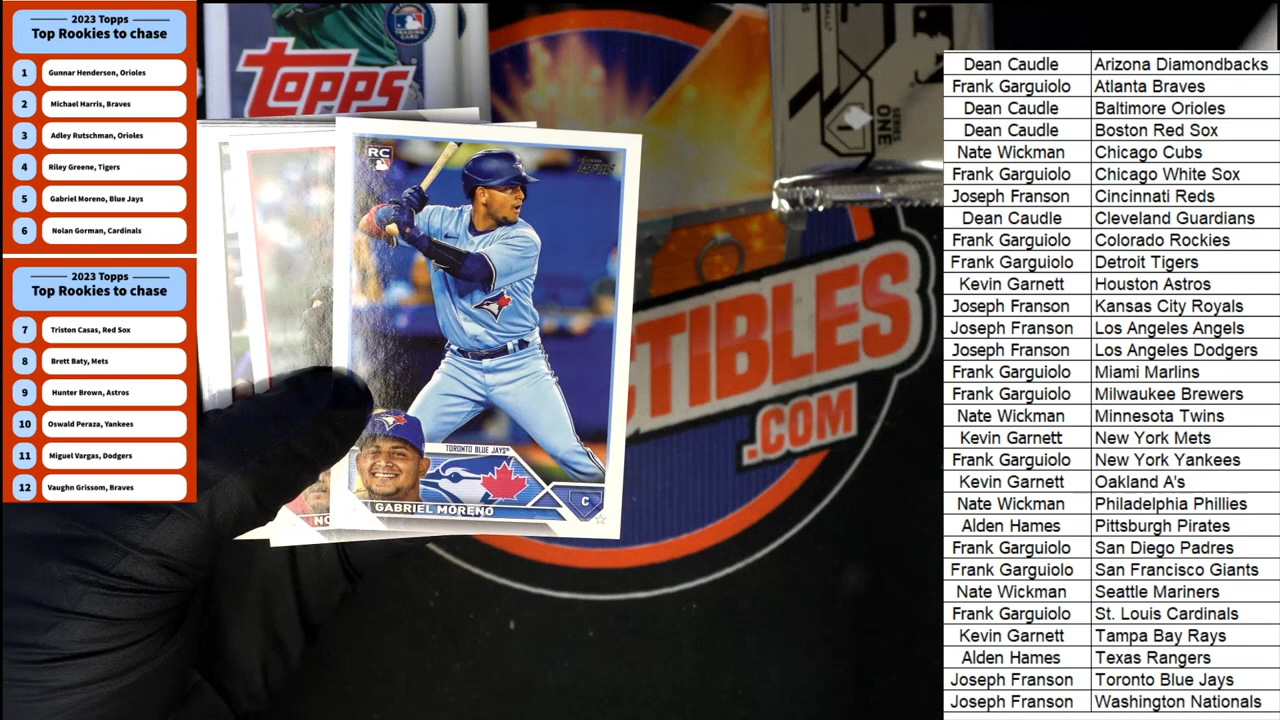 2023 Topps
Top Rookies to chase
1 Gunnar Henderson, Orioles
2 Michael Harris, Braves
3 Adley Rutschman, Orioles
4 Riley Greene, Tigers
5 Gabriel Moreno, Blue Jays
6 Nolan Gorman, Cardinals
2023 Topps
Top Rookies to chase
7 Triston Casas, Red Sox
8 Brett Baty, Mets
9 Hunter Brown, Astros
10 Oswald Peraza, Yankees
11 Miguel Vargas, Dodgers
12 Vaughn Grissom, Braves
TOPPS
RC
TORONTO BLUE JAYS
GABRIEL MORENO
C
NO
SERIES
ONE
CTIBLES
.COM
Dean Caudle Arizona Diamondbacks
Frank Garguiolo Atlanta Braves
Dean Caudle Baltimore Orioles
Dean Caudle Boston Red Sox
Nate Wickman Chicago Cubs
Frank Garguiolo Chicago White Sox
Joseph Franson Cincinnati Reds
Dean Caudle Cleveland Guardians
Frank Garguiolo Colorado Rockies
Frank Garguiolo Detroit Tigers
Kevin Garnett Houston Astros
Joseph Franson Kansas City Royals
Joseph Franson Los Angeles Angels
Joseph Franson Los Angeles Dodgers
Frank Garguiolo Miami Marlins
Frank Garguiolo Milwaukee Brewers
Nate Wickman Minnesota Twins
Kevin Garnett New York Mets
Frank Garguiolo New York Yankees
Kevin Garnett Oakland A's
Nate Wickman Philadelphia Phillies
Alden Hames Pittsburgh Pirates
Frank Garguiolo San Diego Padres
Frank Garguiolo San Francisco Giants
Nate Wickman Seattle Mariners
Frank Garguiolo St. Louis Cardinals
Kevin Garnett Tampa Bay Rays
Alden Hames Texas Rangers
Joseph Franson Toronto Blue Jays
Joseph Franson Washington Nationals